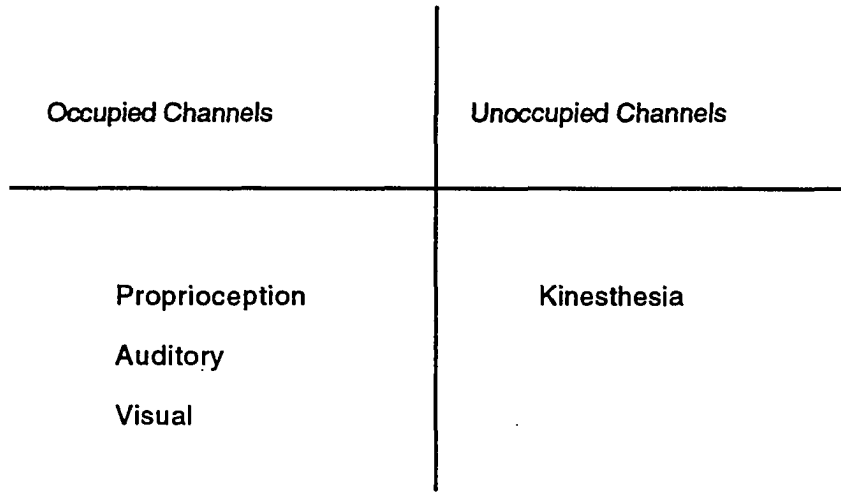 Occupied Channels Unoccupied Channels
Proprioception Kinesthesia
Auditory
Visual